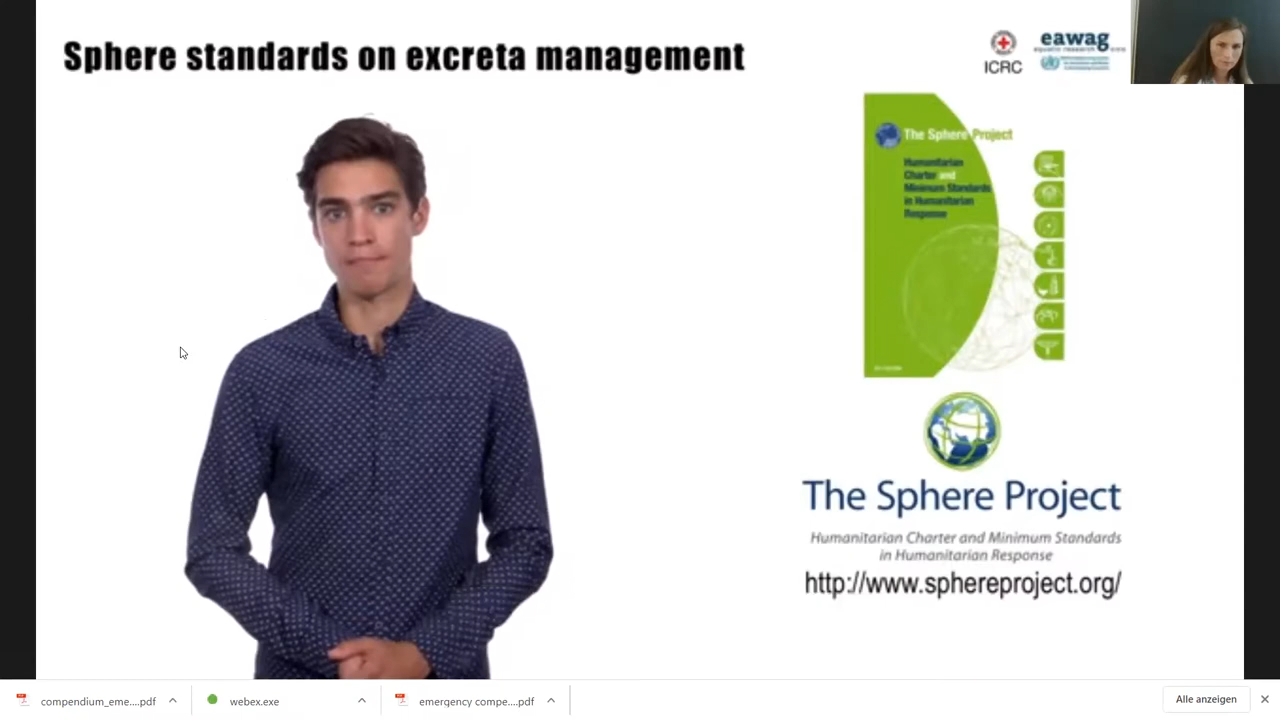 Sphere standards on excreta management
ICRC
eawag
The Sphere Project
Humanitarian
Charter and
Minimum Standards
in Humanitarian
Response
The Sphere Project
Humanitarian Charter and Minimum Standards
in Humanitarian Response
http://www.sphereproject.org/
compendium_eme....pdf
webex.exe
emergency compe....pdf
Alle anzeigen